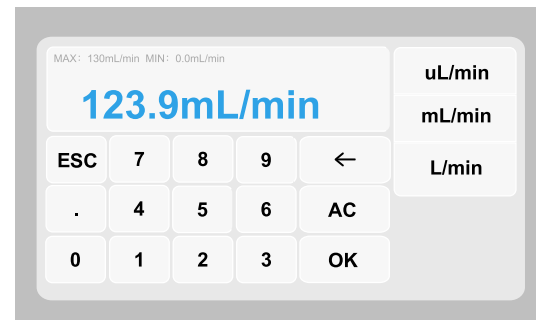 MAX: 130mL/min MIN: 0.0mL/min
123.9mL/min
uL/min
mL/min
L/min
ESC 7 8 9 ←
. 4 5 6 AC
0 1 2 3 OK